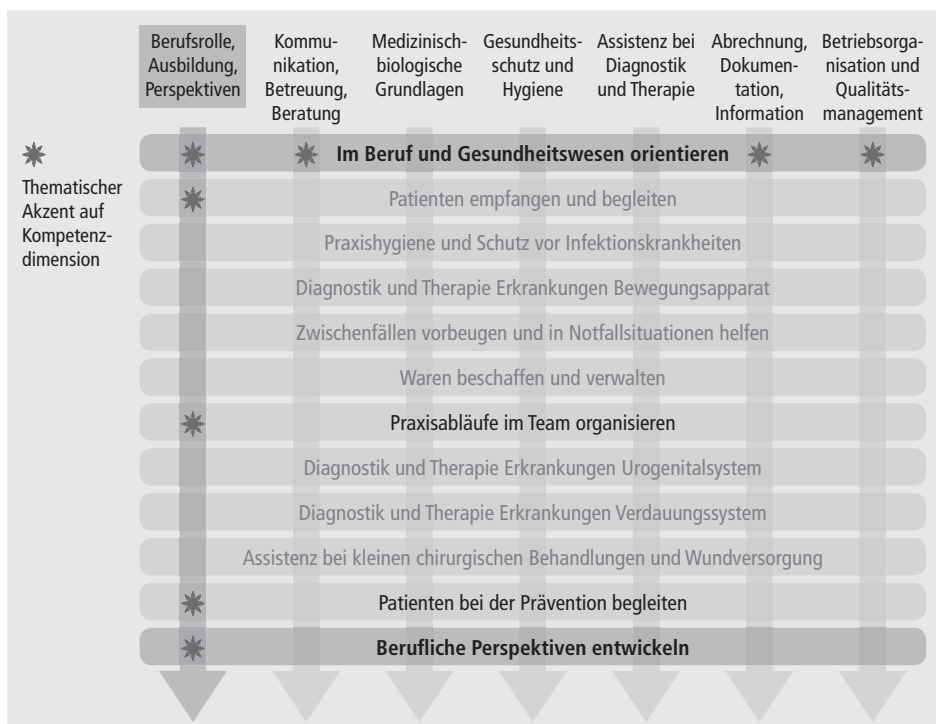 Berufsrolle,
Ausbildung,
Perspektiven
Kommu-
nikation,
Betreuung,
Beratung
Medizinisch-
biologische
Grundlagen
Gesundheits-
schutz und
Hygiene
Assistenz bei
Diagnostik
und Therapie
Abrechnung,
Dokumen-
tation,
Information
Betriebsorga-
nisation und
Qualitäts-
management
Thematischer
Akzent auf
Kompetenz-
dimension
Im Beruf und Gesundheitswesen orientieren
Patienten empfangen und begleiten
Praxishygiene und Schutz vor Infektionskrankheiten
Diagnostik und Therapie Erkrankungen Bewegungsapparat
Zwischenfällen vorbeugen und in Notfallsituationen helfen
Waren beschaffen und verwalten
Praxisabläufe im Team organisieren
Diagnostik und Therapie Erkrankungen Urogenitalsystem
Diagnostik und Therapie Erkrankungen Verdauungssystem
Assistenz bei kleinen chirurgischen Behandlungen und Wundversorgung
Patienten bei der Prävention begleiten
Berufliche Perspektiven entwickeln